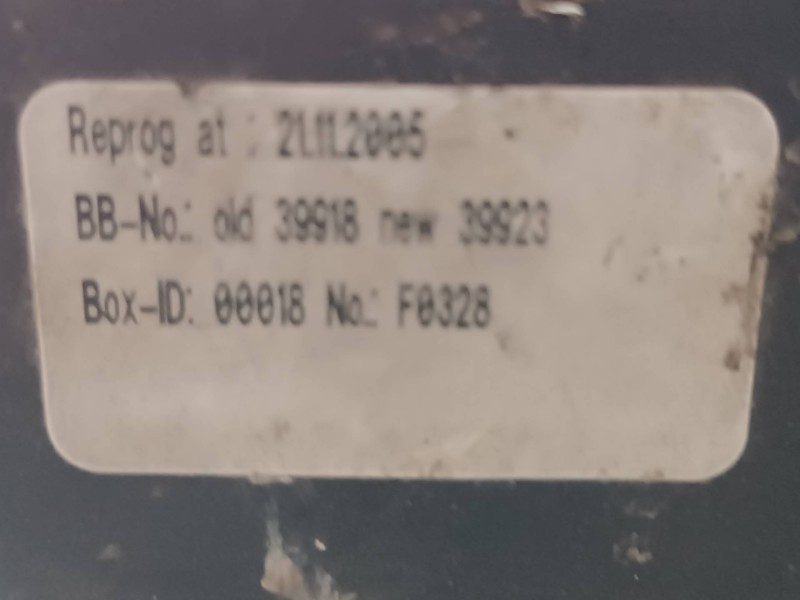 Reprog at : 21.11.2005
BB-No.: old 39918 new 39923
Box-ID: 00018 No.: F0328